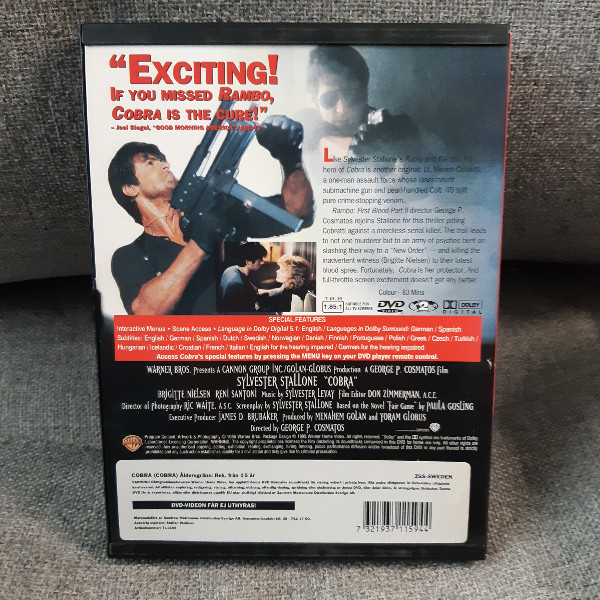 “EXCITING!
IF YOU MISSED RAMBO,
COBRA IS THE CURE!”
– Joel Siegel, “GOOD MORNING AMERICA”/ABC-TV
Like Sylvester Stallone's Rocky and Rambo, the
hero of Cobra is another original: Lt. Marion Cobretti,
a one-man assault force whose laser-mount
submachine gun and pearl-handled Colt .45 spit
pure crime-stopping venom.
Rambo: First Blood Part II director George P.
Cosmatos rejoins Stallone for this thriller pitting
Cobretti against a merciless serial killer. The trail leads
to not one murderer but to an army of psychos bent on
slashing their way to a “New Order” — and killing the
inadvertent witness (Brigitte Nielsen) to their latest
blood spree. Fortunately, Cobra is her protector. And
full-throttle screen excitement doesn't get any better.
Colour - 83 Mins
1.85:1
DVD VIDEO
2
DOLBY DIGITAL
SPECIAL FEATURES
Interactive Menus • Scene Access • Languages in Dolby Digital 5.1: English / Languages in Dolby Surround: German / Spanish
Subtitles: English / German / Spanish / Dutch / Swedish / Norwegian / Danish / Finnish / Portuguese / Polish / Greek / Czech / Turkish /
Hungarian / Icelandic / Croatian / French / Italian / English for the hearing impaired / German for the hearing impaired
Access Cobra's special features by pressing the MENU key on your DVD player remote control.
WARNER BROS. Presents A CANNON GROUP INC./GOLAN-GLOBUS Production A GEORGE P. COSMATOS Film
SYLVESTER STALLONE “COBRA”
BRIGITTE NIELSEN RENI SANTONI Music by SYLVESTER LEVAY Film Editor DON ZIMMERMAN, A.C.E.
Director of Photography RIC WAITE, A.S.C. Screenplay by SYLVESTER STALLONE Based on the Novel “Fair Game” by PAULA GOSLING
Executive Producer JAMES D. BRUBAKER Produced by MENAHEM GOLAN and YORAM GLOBUS
Directed by GEORGE P. COSMATOS
COBRA (COBRA) Åldersgräns: Rek. från 15 år
Z55 SWEDEN
DVD-VIDEON FÅR EJ UTHYRAS!
7 321937 115944